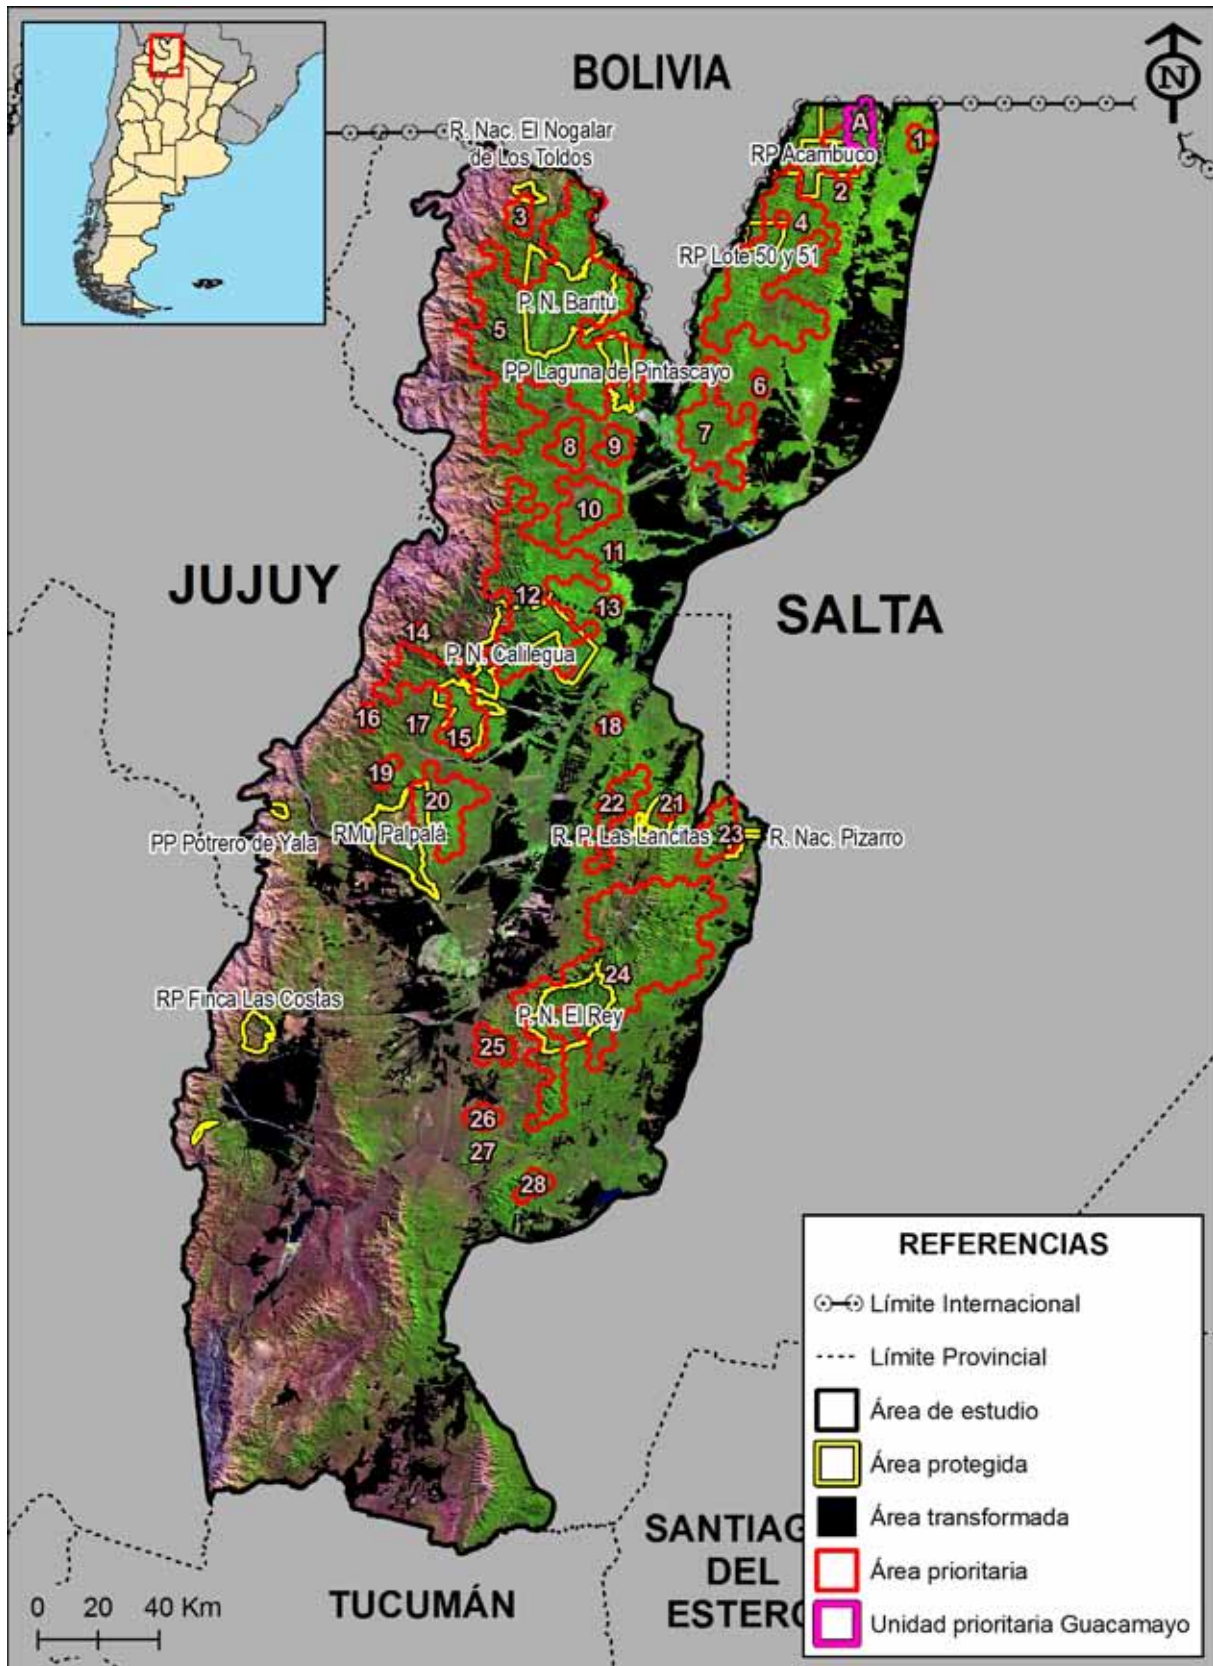 BOLIVIA
N
R. Nac. El Nogalar
de Los Toldos
A
1
RP Acambuco
2
3
4
RP Lote 50 y 51
P. N. Baritú
5
PP Laguna de Pintascayo
6
7
8
9
10
11
JUJUY
12
13
SALTA
14
P. N. Calilegua
16
17
15
18
19
20
22
21
PP Potrero de Yala
RMu Palpalá
R. P. Las Lancitas
23
R. Nac. Pizarro
24
RP Finca Las Costas
P. N. El Rey
25
26
27
28
REFERENCIAS
Límite Internacional
Límite Provincial
Área de estudio
Área protegida
Área transformada
Área prioritaria
Unidad prioritaria Guacamayo
SANTIAG
DEL
ESTERO
TUCUMÁN
0 20 40 Km